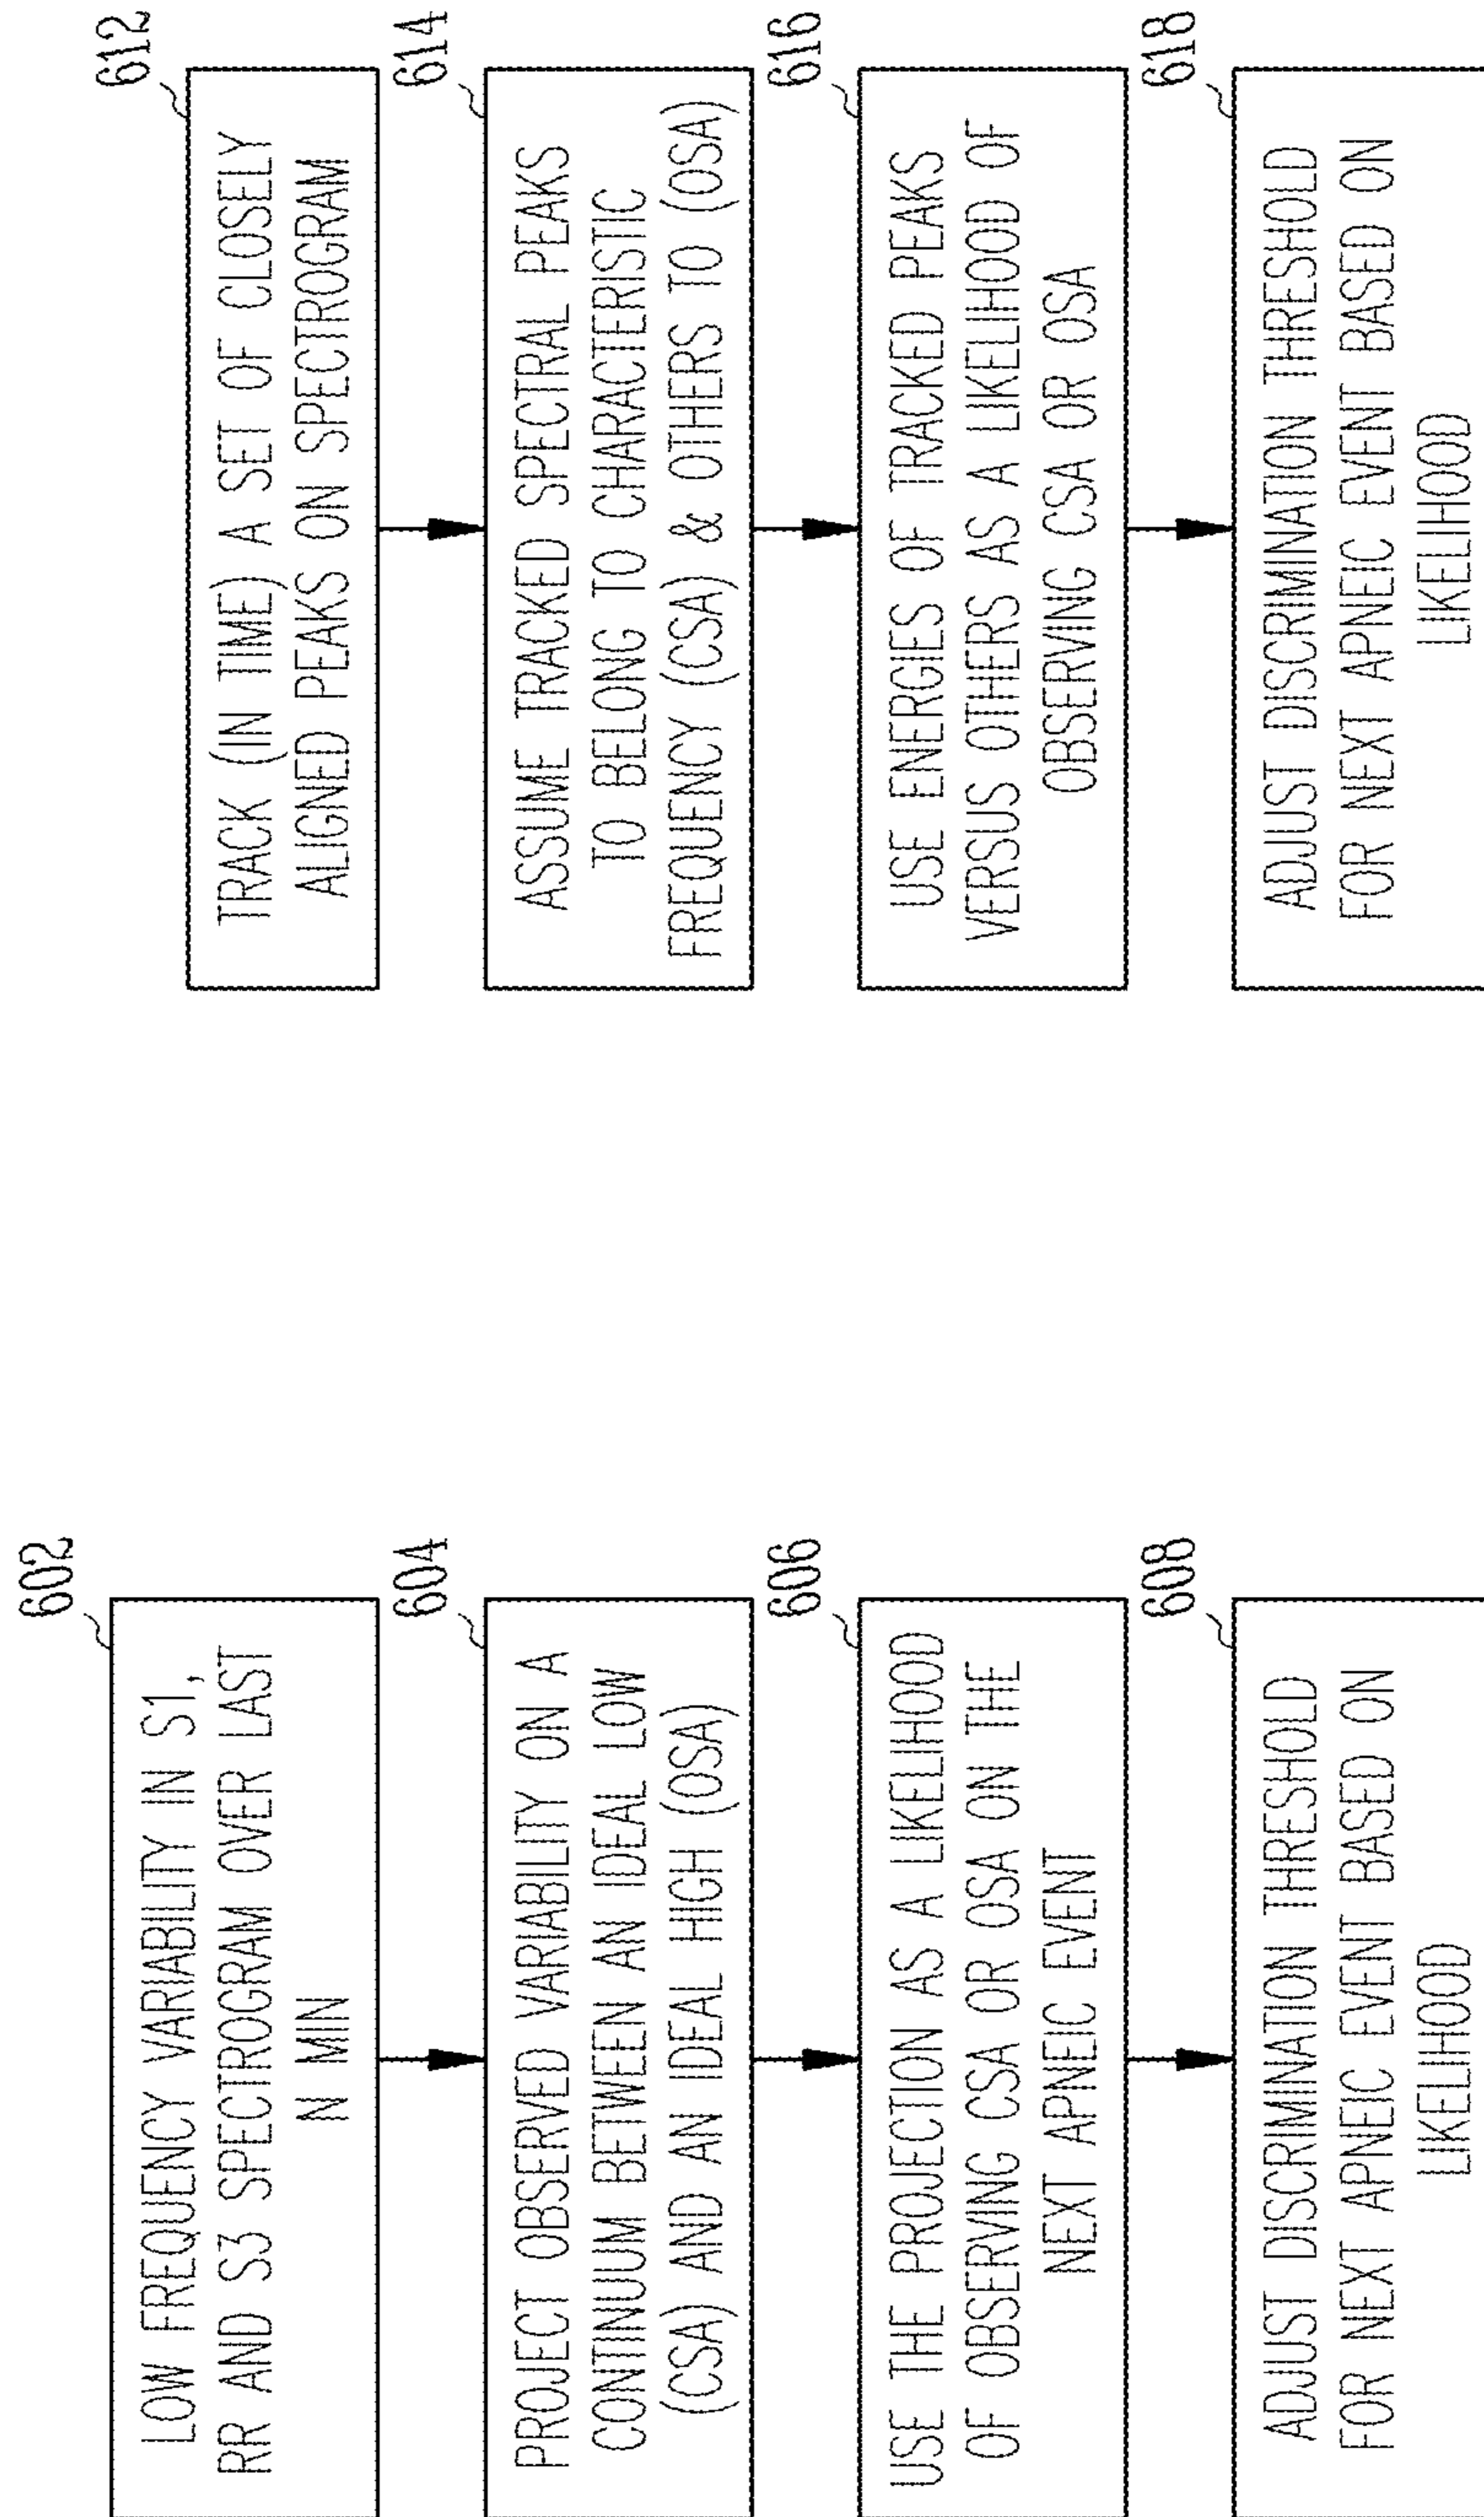 602
LOW FREQUENCY VARIABILITY IN S1,
RR AND S3 SPECTROGRAM OVER LAST
N MIN
604
PROJECT OBSERVED VARIABILITY ON A
CONTINUUM BETWEEN AN IDEAL LOW
(CSA) AND AN IDEAL HIGH (OSA)
606
USE THE PROJECTION AS A LIKELIHOOD
OF OBSERVING CSA OR OSA ON THE
NEXT APNEIC EVENT
608
ADJUST DISCRIMINATION THRESHOLD
FOR NEXT APNEIC EVENT BASED ON
LIKELIHOOD
612
TRACK (IN TIME) A SET OF CLOSELY
ALIGNED PEAKS ON SPECTROGRAM
614
ASSUME TRACKED SPECTRAL PEAKS
TO BELONG TO CHARACTERISTIC
FREQUENCY (CSA) & OTHERS TO (OSA)
616
USE ENERGIES OF TRACKED PEAKS
VERSUS OTHERS AS A LIKELIHOOD OF
OBSERVING CSA OR OSA
618
ADJUST DISCRIMINATION THRESHOLD
FOR NEXT APNEIC EVENT BASED ON
LIKELIHOOD